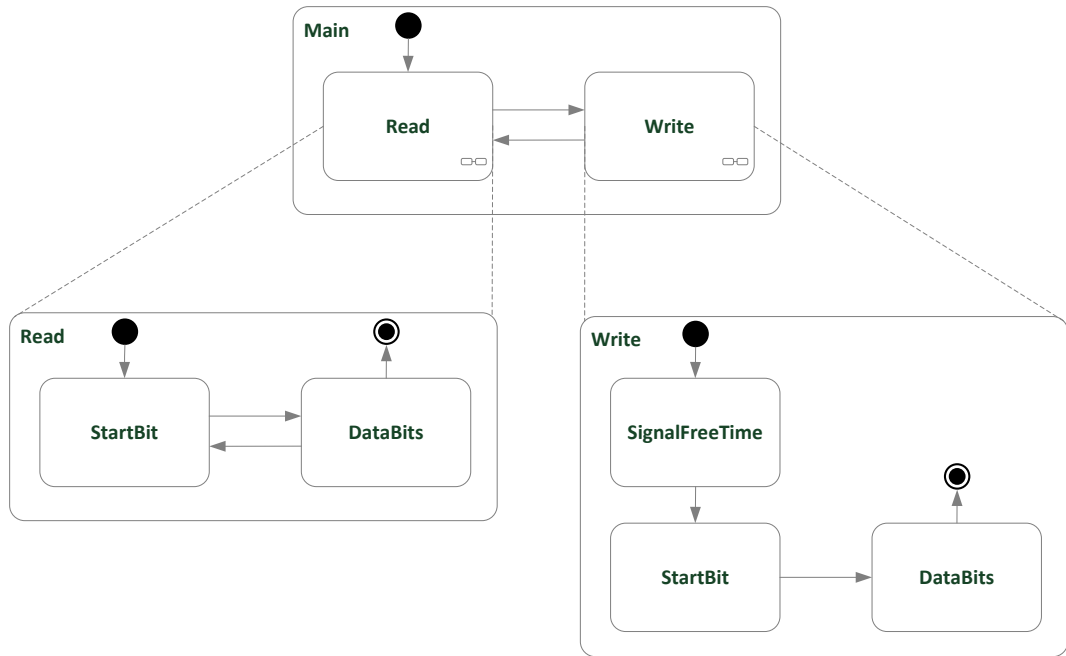 Main
Read
Write
Read
StartBit
DataBits
Write
SignalFreeTime
StartBit
DataBits